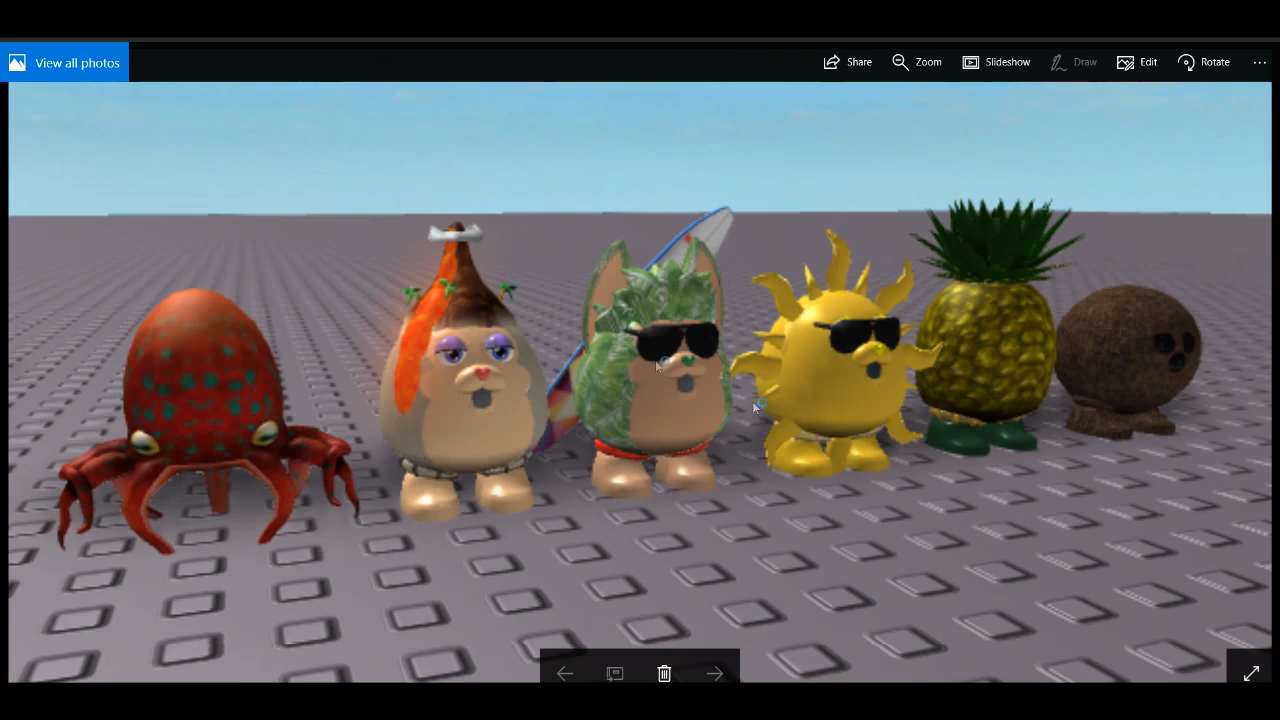 View all photos
Share
Zoom
Slideshow
Draw
Edit
Rotate